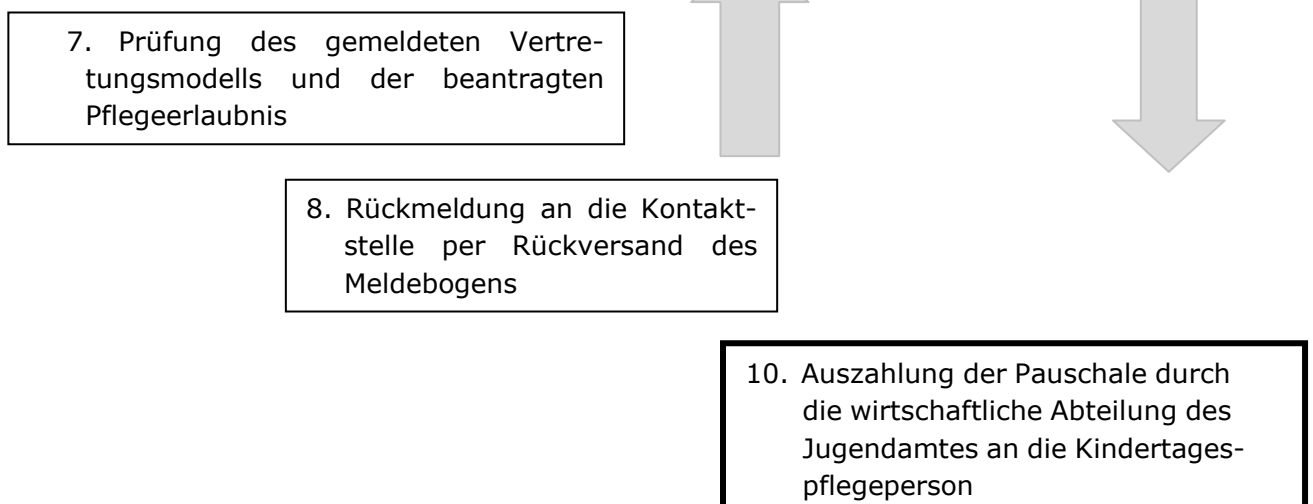 7. Prüfung des gemeldeten Vertre-
tungsmodells und der beantragten
Pflegeerlaubnis
8. Rückmeldung an die Kontakt-
stelle per Rückversand des
Meldebogens
10. Auszahlung der Pauschale durch
die wirtschaftliche Abteilung des
Jugendamtes an die Kindertages-
pflegeperson